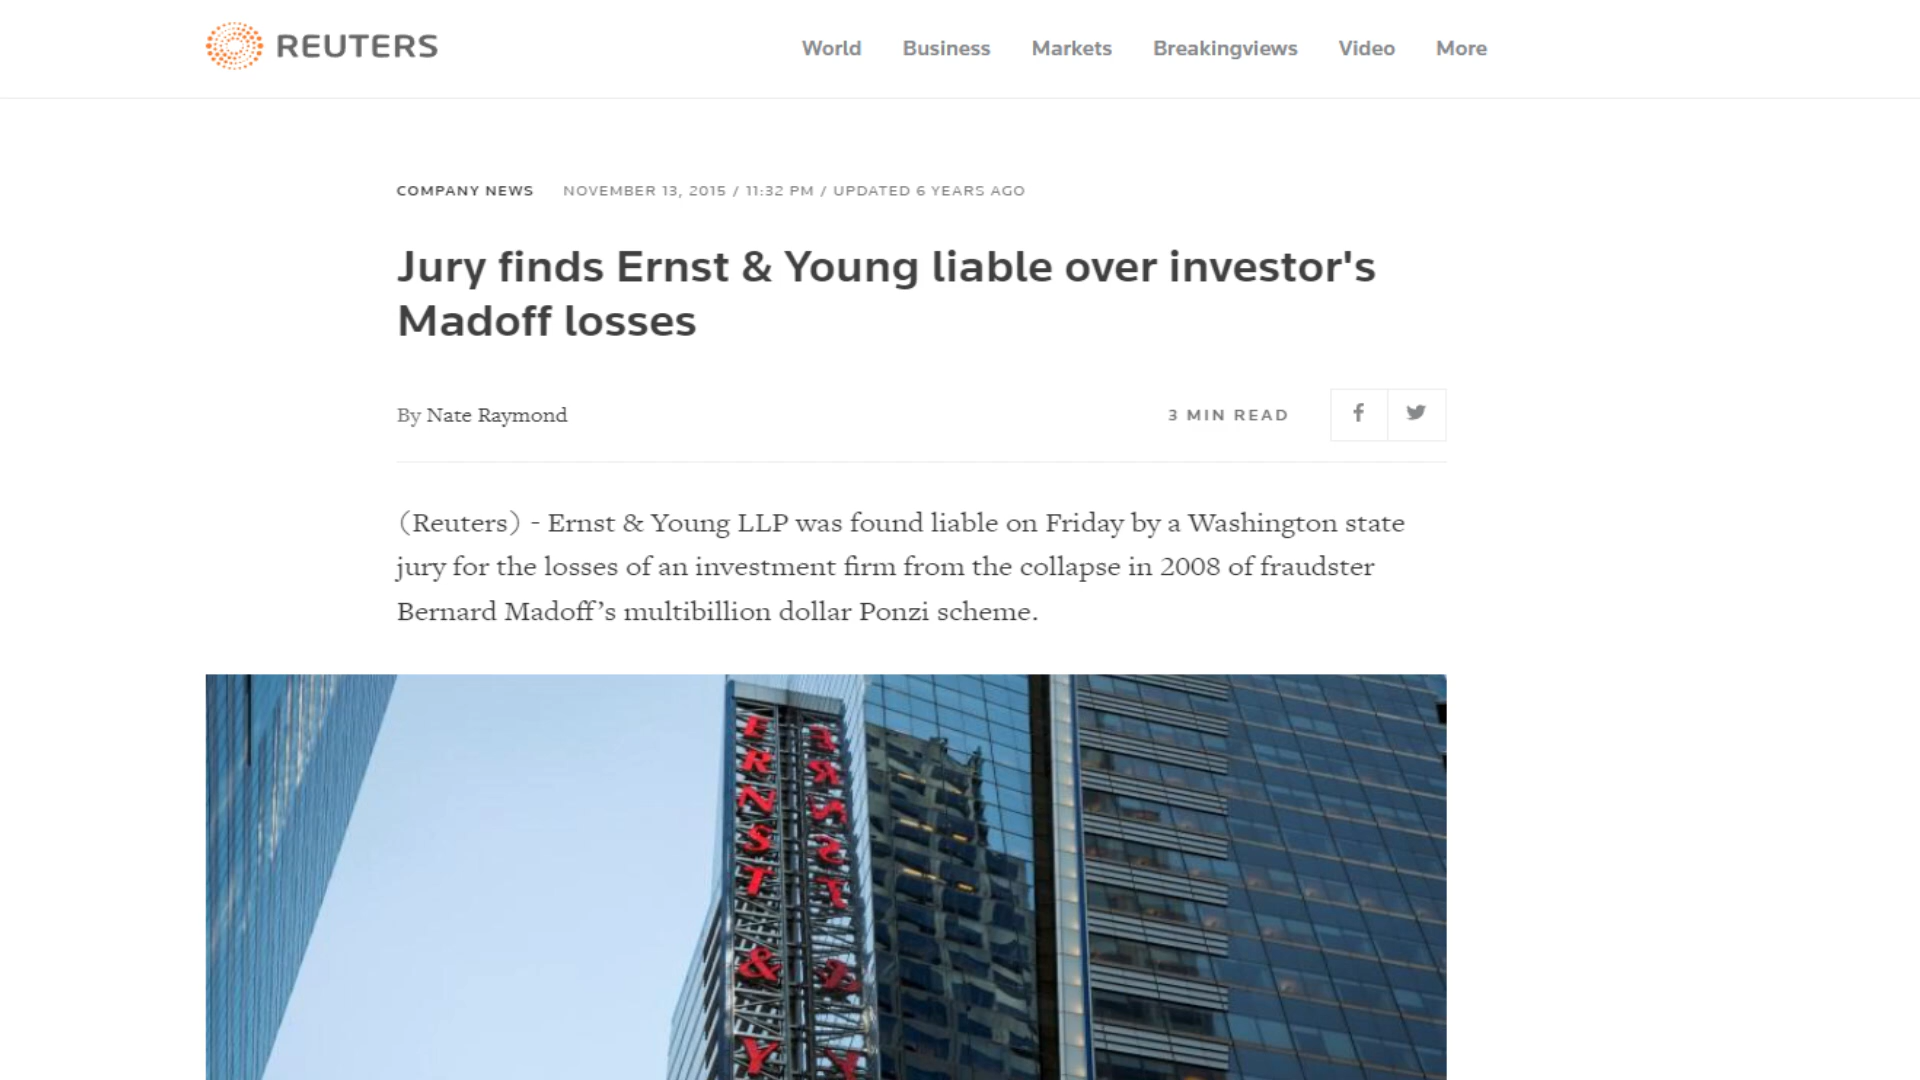 REUTERS
World Business Markets Breakingviews Video More
COMPANY NEWS NOVEMBER 13, 2015 / 11:32 PM / UPDATED 6 YEARS AGO
Jury finds Ernst & Young liable over investor's
Madoff losses
By Nate Raymond
3 MIN READ
(Reuters) - Ernst & Young LLP was found liable on Friday by a Washington state
jury for the losses of an investment firm from the collapse in 2008 of fraudster
Bernard Madoff’s multibillion dollar Ponzi scheme.
ERNST & Y